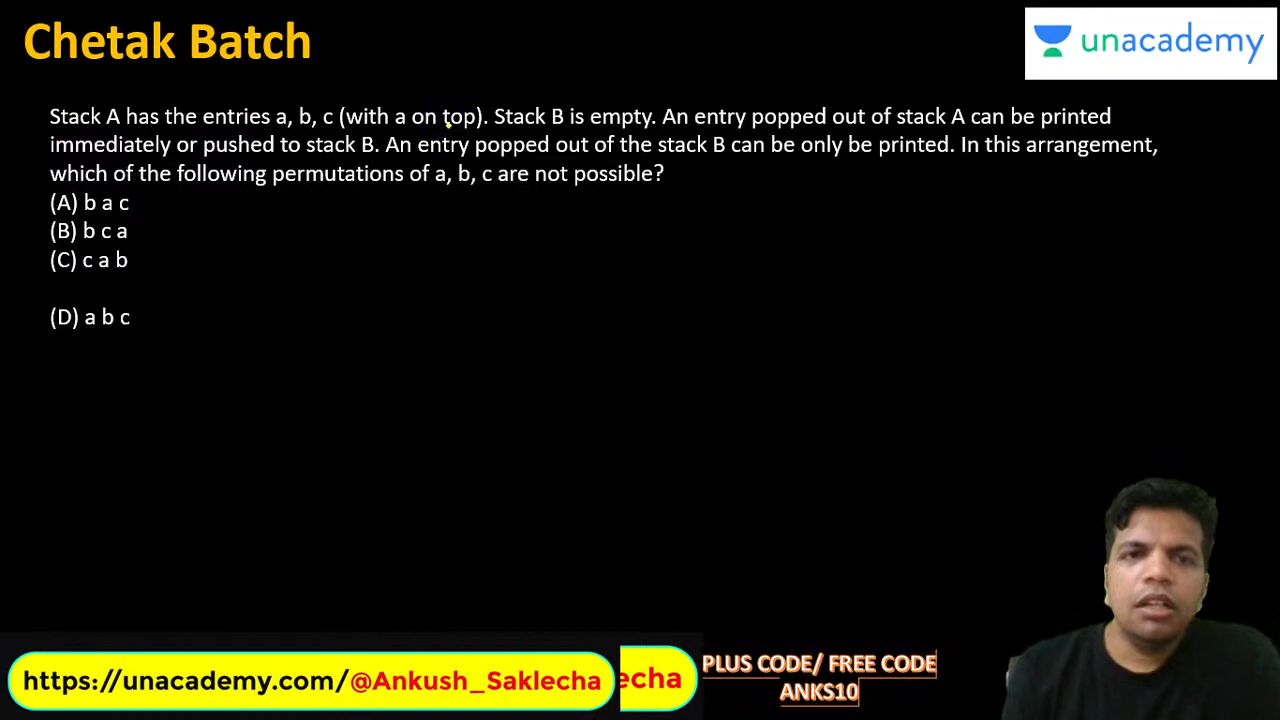 Chetak Batch
unacademy
Stack A has the entries a, b, c (with a on top). Stack B is empty. An entry popped out of stack A can be printed
immediately or pushed to stack B. An entry popped out of the stack B can be only be printed. In this arrangement,
which of the following permutations of a, b, c are not possible?
(A) b a c
(B) b c a
(C) c a b
(D) a b c
https://unacademy.com/@Ankush_Saklecha
echa
PLUS CODE/ FREE CODE
ANKS10